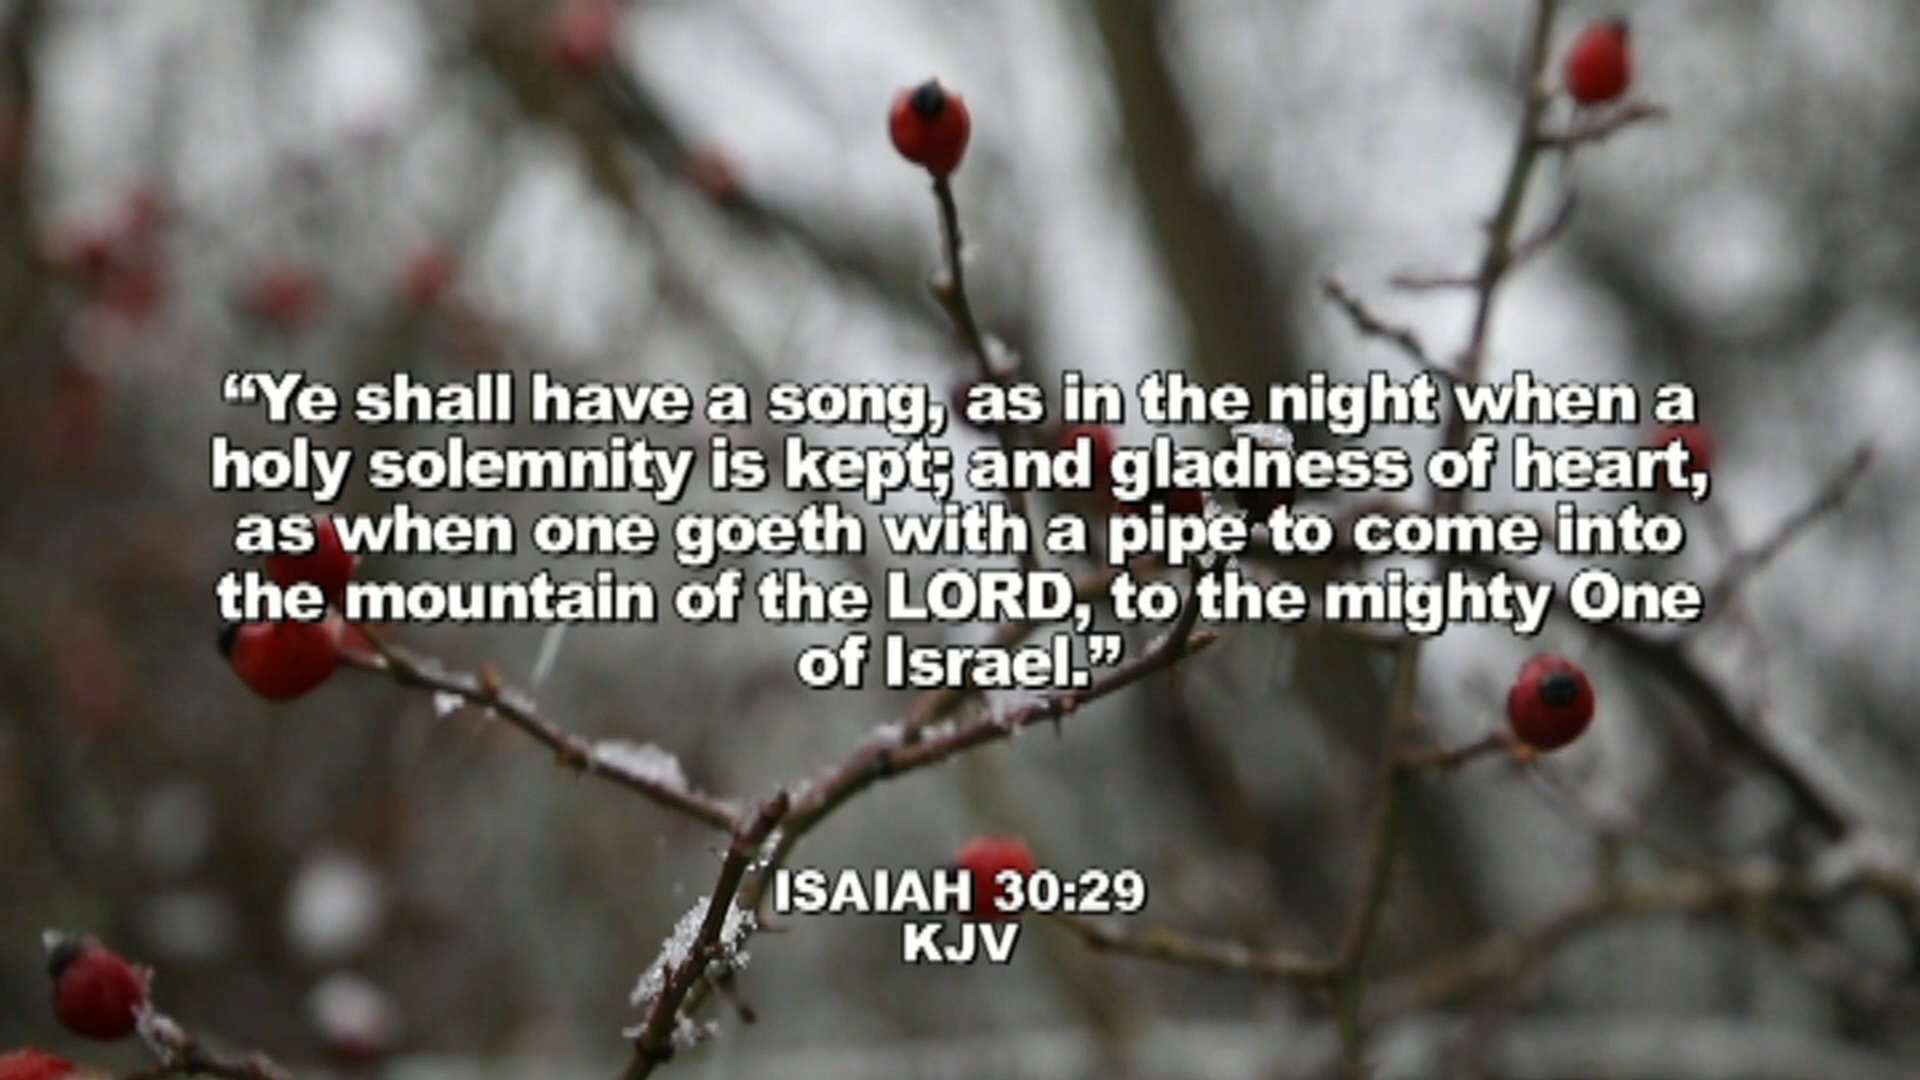 “Ye shall have a song, as in the night when a
holy solemnity is kept; and gladness of heart,
as when one goeth with a pipe to come into
the mountain of the LORD, to the mighty One
of Israel.”
ISAIAH 30:29
KJV